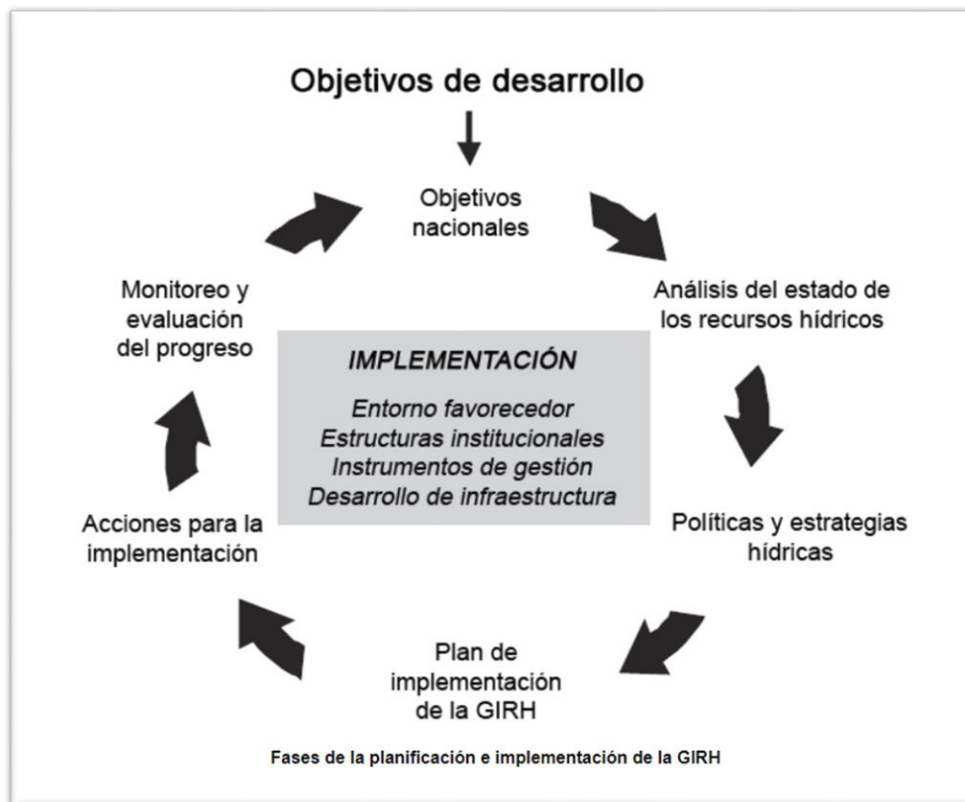 Objetivos de desarrollo
Objetivos
nacionales
Análisis del estado de
los recursos hídricos
Políticas y estrategias
hídricas
Plan de
implementación
de la GIRH
Acciones para la
implementación
Monitoreo y
evaluación
del progreso
IMPLEMENTACIÓN
Entorno favorecedor
Estructuras institucionales
Instrumentos de gestión
Desarrollo de infraestructura
Fases de la planificación e implementación de la GIRH